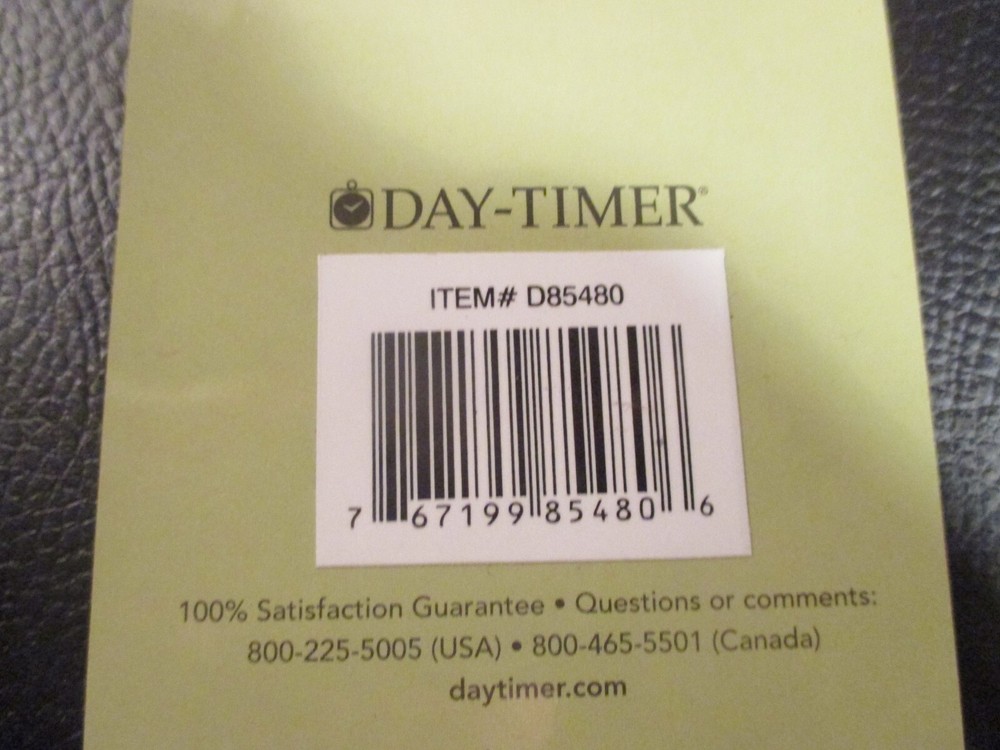 DAY-TIMER®
ITEM# D85480
7 67199 85480 6
100% Satisfaction Guarantee • Questions or comments:
800-225-5005 (USA) • 800-465-5501 (Canada)
daytimer.com